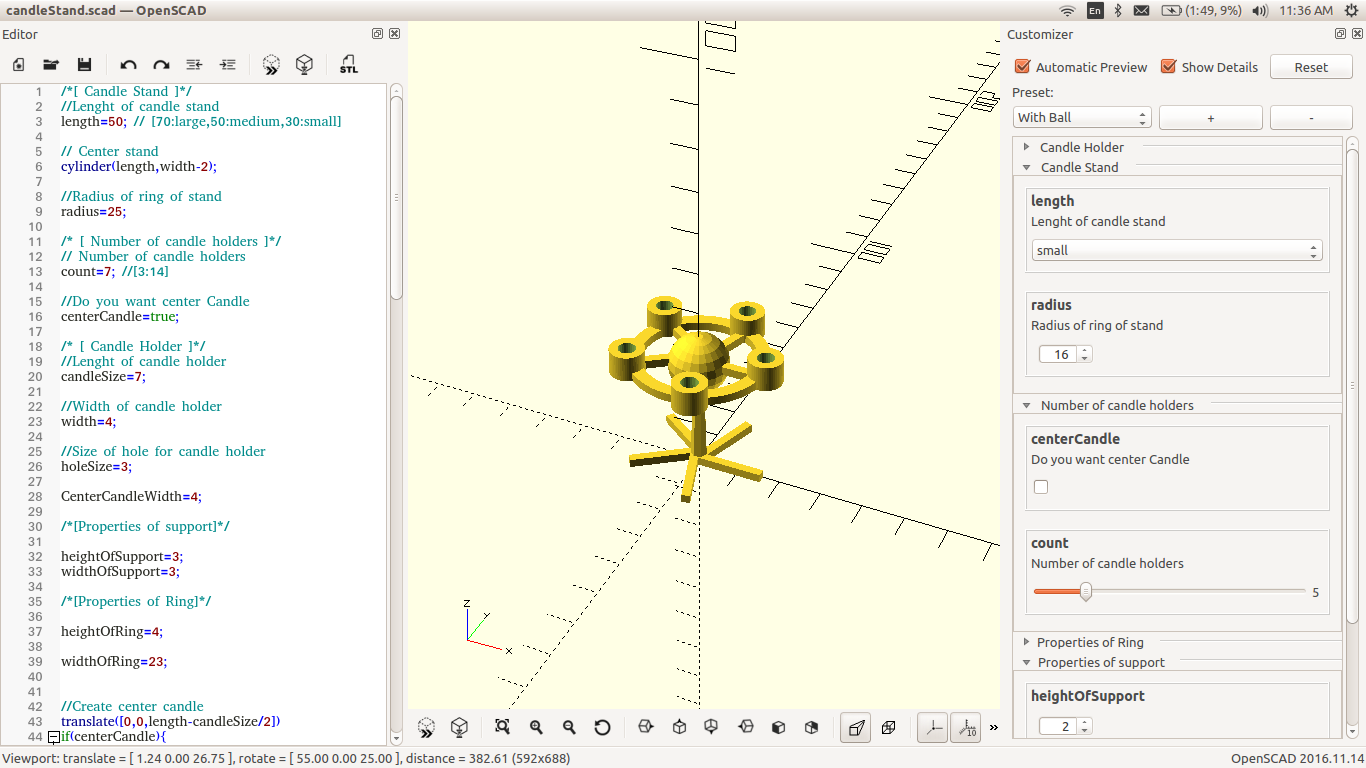 candleStand.scad — OpenSCAD
En
(1:49, 9%)
11:36 AM
Editor
STL
1 /*[ Candle Stand ]*/
2 //Lenght of candle stand
3 length=50; // [70:large,50:medium,30:small]
4
5 // Center stand
6 cylinder(length,width-2);
7
8 //Radius of ring of stand
9 radius=25;
10
11 /* [ Number of candle holders ]*/
12 // Number of candle holders
13 count=7; //[3:14]
14
15 //Do you want center Candle
16 centerCandle=true;
17
18 /* [ Candle Holder ]*/
19 //Lenght of candle holder
20 candleSize=7;
21
22 //Width of candle holder
23 width=4;
24
25 //Size of hole for candle holder
26 holeSize=3;
27
28 CenterCandleWidth=4;
29
30 /*[Properties of support]*/
31
32 heightOfSupport=3;
33 widthOfSupport=3;
34
35 /*[Properties of Ring]*/
36
37 heightOfRing=4;
38
39 widthOfRing=23;
40
41
42 //Create center candle
43 translate([0,0,length-candleSize/2])
44 if(centerCandle){
Z
Y
X
10
»
Customizer
Automatic Preview
Show Details
Reset
Preset:
With Ball
+
-
Candle Holder
Candle Stand
length
Lenght of candle stand
small
radius
Radius of ring of stand
16
Number of candle holders
centerCandle
Do you want center Candle
count
Number of candle holders
5
Properties of Ring
Properties of support
heightOfSupport
2
Viewport: translate = [ 1.24 0.00 26.75 ], rotate = [ 55.00 0.00 25.00 ], distance = 382.61 (592x688)
OpenSCAD 2016.11.14